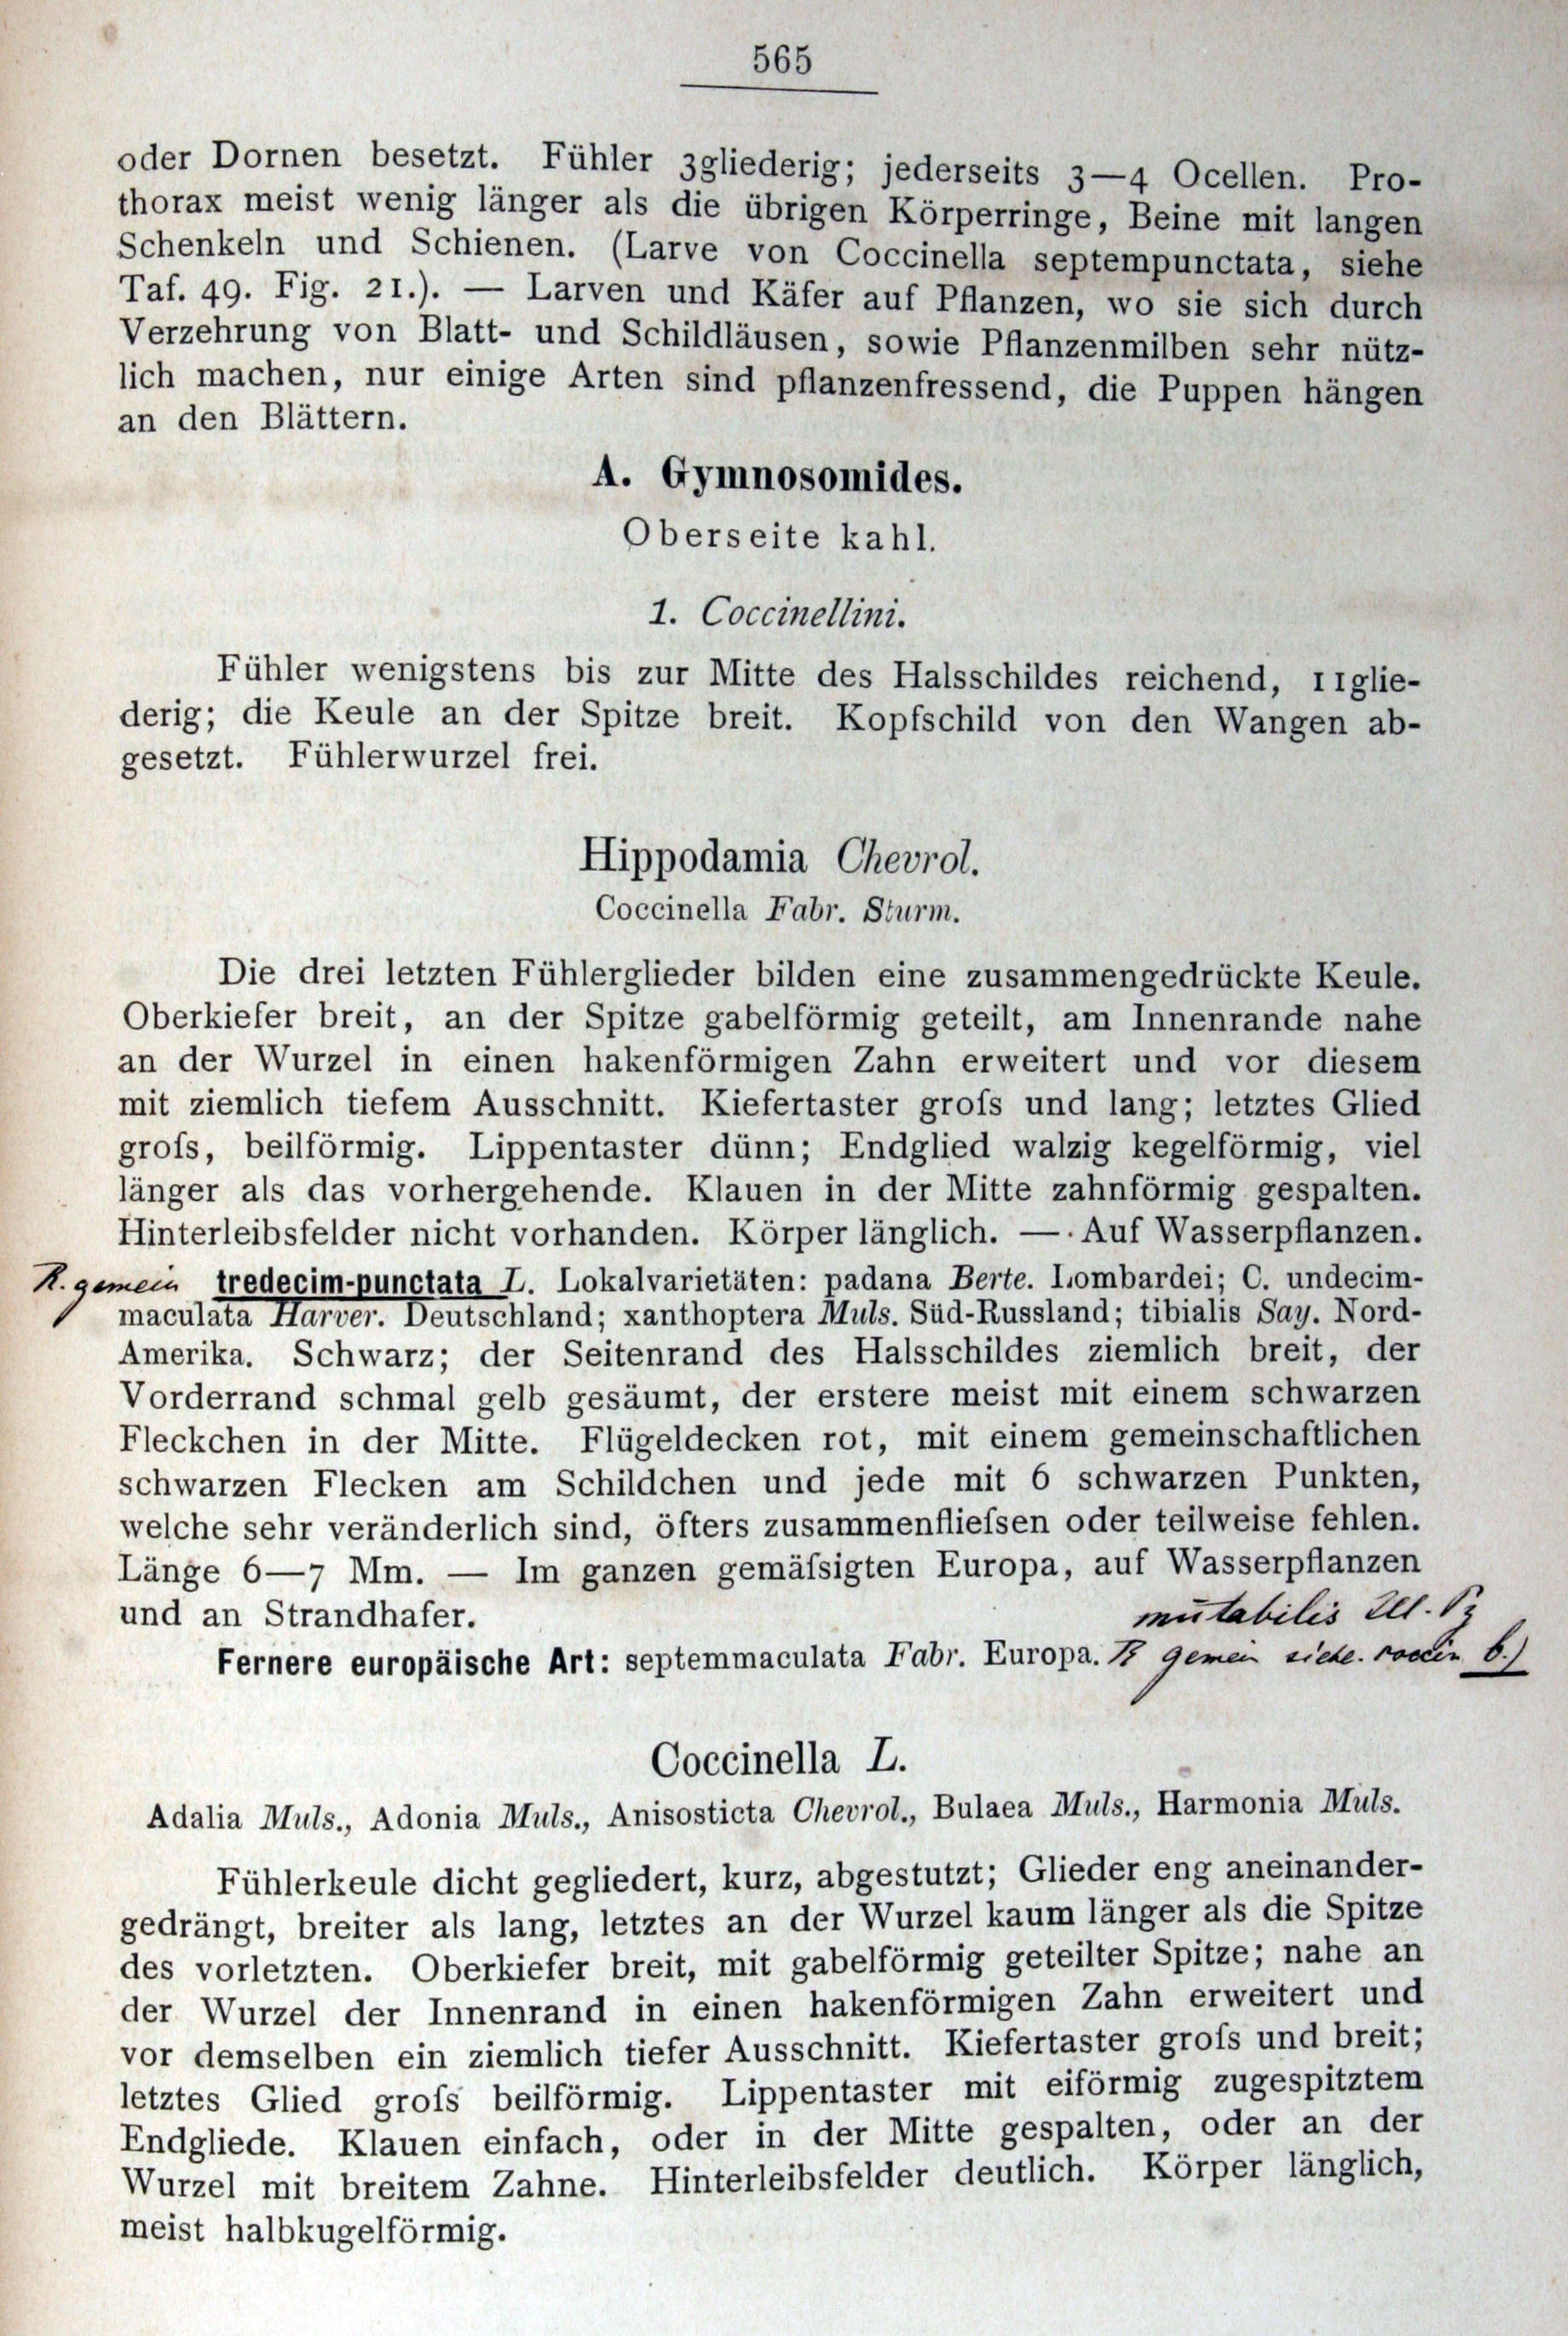 565
oder Dornen besetzt. Fühler 3gliederig; jederseits 3—4 Ocellen. Pro-
thorax meist wenig länger als die übrigen Körperringe, Beine mit langen
Schenkeln und Schienen. (Larve von Coccinella septempunctata, siehe
Taf. 49. Fig. 21.). — Larven und Käfer auf Pflanzen, wo sie sich durch
Verzehrung von Blatt- und Schildläusen, sowie Pflanzenmilben sehr nütz-
lich machen, nur einige Arten sind pflanzenfressend, die Puppen hängen
an den Blättern.
A. Gymnosomides.
Oberseite kahl.
1. Coccinellini.
Fühler wenigstens bis zur Mitte des Halsschildes reichend, 11glie-
derig; die Keule an der Spitze breit. Kopfschild von den Wangen ab-
gesetzt. Fühlerwurzel frei.
Hippodamia Chevrol.
Coccinella Fabr. Sturm.
Die drei letzten Fühlerglieder bilden eine zusammengedrückte Keule.
Oberkiefer breit, an der Spitze gabelförmig geteilt, am Innenrande nahe
an der Wurzel in einen hakenförmigen Zahn erweitert und vor diesem
mit ziemlich tiefem Ausschnitt. Kiefertaster groſs und lang; letztes Glied
groſs, beilförmig. Lippentaster dünn; Endglied walzig kegelförmig, viel
länger als das vorhergehende. Klauen in der Mitte zahnförmig gespalten.
Hinterleibsfelder nicht vorhanden. Körper länglich. — Auf Wasserpflanzen.
R. gemein tredecim-punctata L. Lokalvarietäten: padana Berte. Lombardei; C. undecim-
maculata Harver. Deutschland; xanthoptera Muls. Süd-Russland; tibialis Say. Nord-
Amerika. Schwarz; der Seitenrand des Halsschildes ziemlich breit, der
Vorderrand schmal gelb gesäumt, der erstere meist mit einem schwarzen
Fleckchen in der Mitte. Flügeldecken rot, mit einem gemeinschaftlichen
schwarzen Flecken am Schildchen und jede mit 6 schwarzen Punkten,
welche sehr veränderlich sind, öfters zusammenflieſsen oder teilweise fehlen.
Länge 6—7 Mm. — Im ganzen gemäſsigten Europa, auf Wasserpflanzen
und an Strandhafer.
mutabilis Ill.
Fernere europäische Art: septemmaculata Fabr. Europa. R gemein siehe
Coccinella L.
Adalia Muls., Adonia Muls., Anisosticta Chevrol., Bulaea Muls., Harmonia Muls.
Fühlerkeule dicht gegliedert, kurz, abgestutzt; Glieder eng aneinander-
gedrängt, breiter als lang, letztes an der Wurzel kaum länger als die Spitze
des vorletzten. Oberkiefer breit, mit gabelförmig geteilter Spitze; nahe an
der Wurzel der Innenrand in einen hakenförmigen Zahn erweitert und
vor demselben ein ziemlich tiefer Ausschnitt. Kiefertaster groſs und breit;
letztes Glied groſs beilförmig. Lippentaster mit eiförmig zugespitztem
Endgliede. Klauen einfach, oder in der Mitte gespalten, oder an der
Wurzel mit breitem Zahne. Hinterleibsfelder deutlich. Körper länglich,
meist halbkugelförmig.